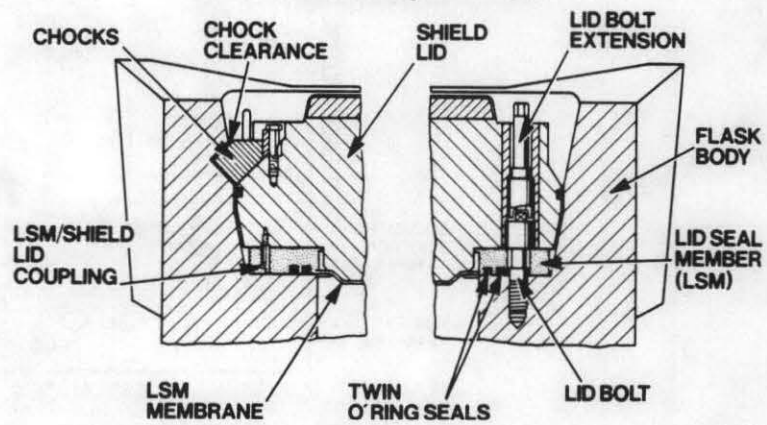 CHOCKS
CHOCK
CLEARANCE
SHIELD
LID
LID BOLT
EXTENSION
FLASK
BODY
LSM/SHIELD
LID
COUPLING
LID SEAL
MEMBER
(LSM)
LSM
MEMBRANE
TWIN
O'RING SEALS
LID BOLT